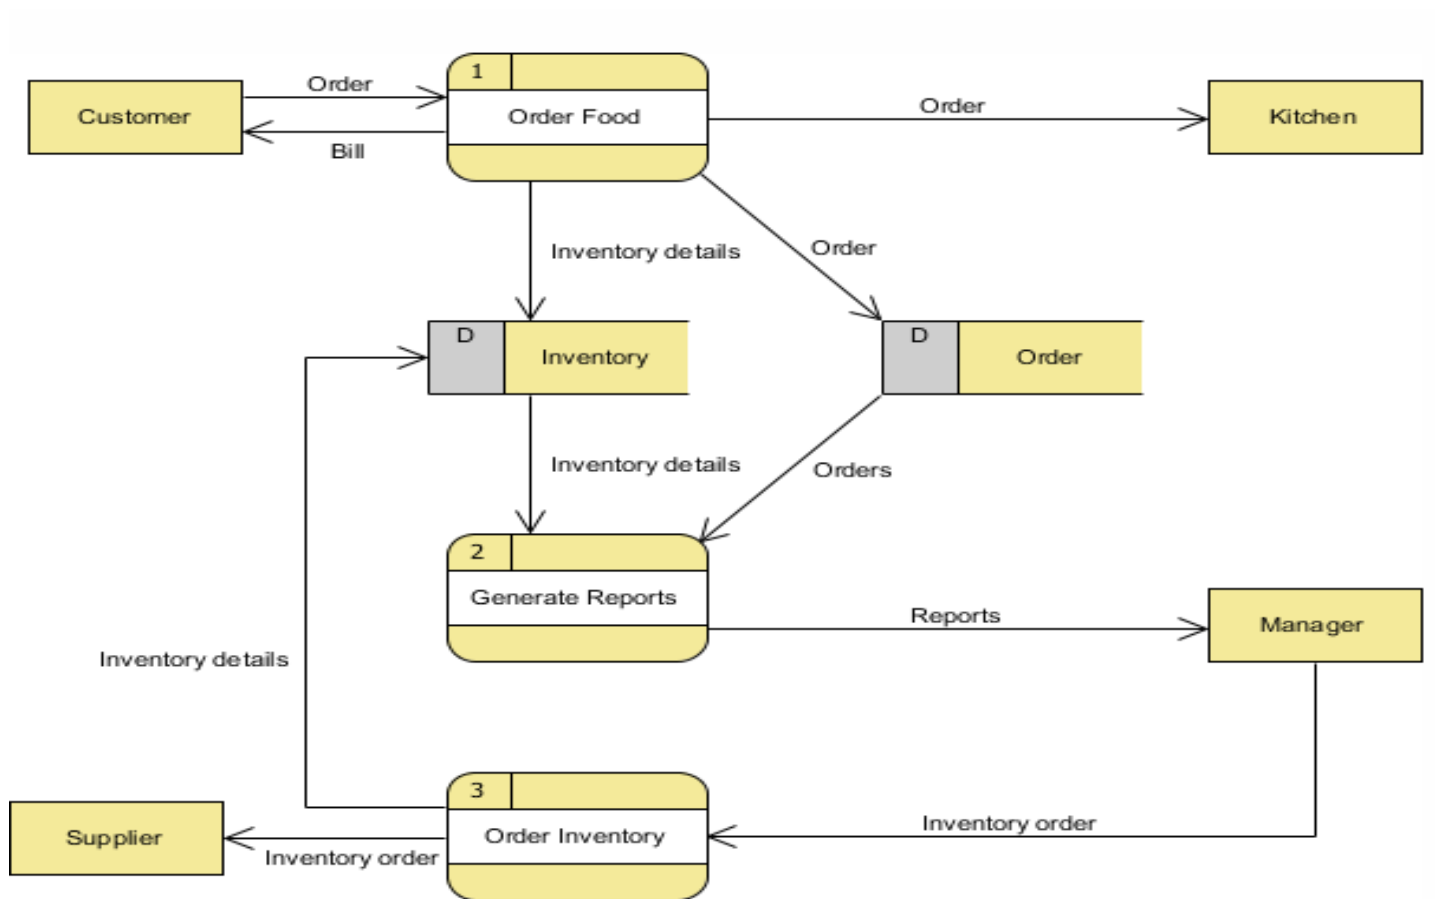 1
Order
Order
Customer
Order Food
Kitchen
Bill
Inventory details
Order
D
D
Inventory
Order
Inventory details
Orders
2
Generate Reports
Reports
Manager
Inventory details
3
Inventory order
Supplier
Order Inventory
Inventory order